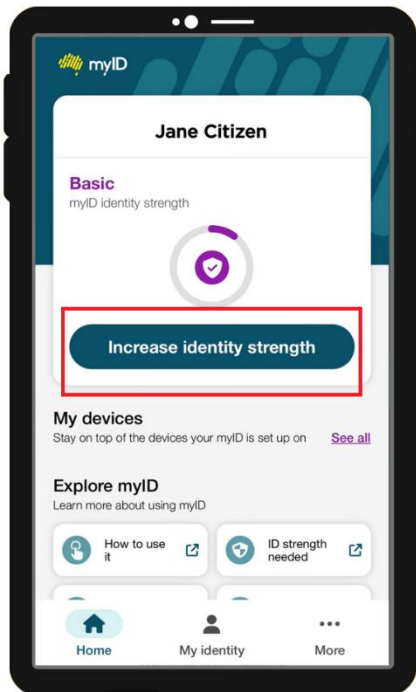 myID
Jane Citizen
Basic
myID identity strength
Increase identity strength
My devices
Stay on top of the devices your myID is set up on See all
Explore myID
Learn more about using myID
How to use
it
ID strength
needed
Home My identity More